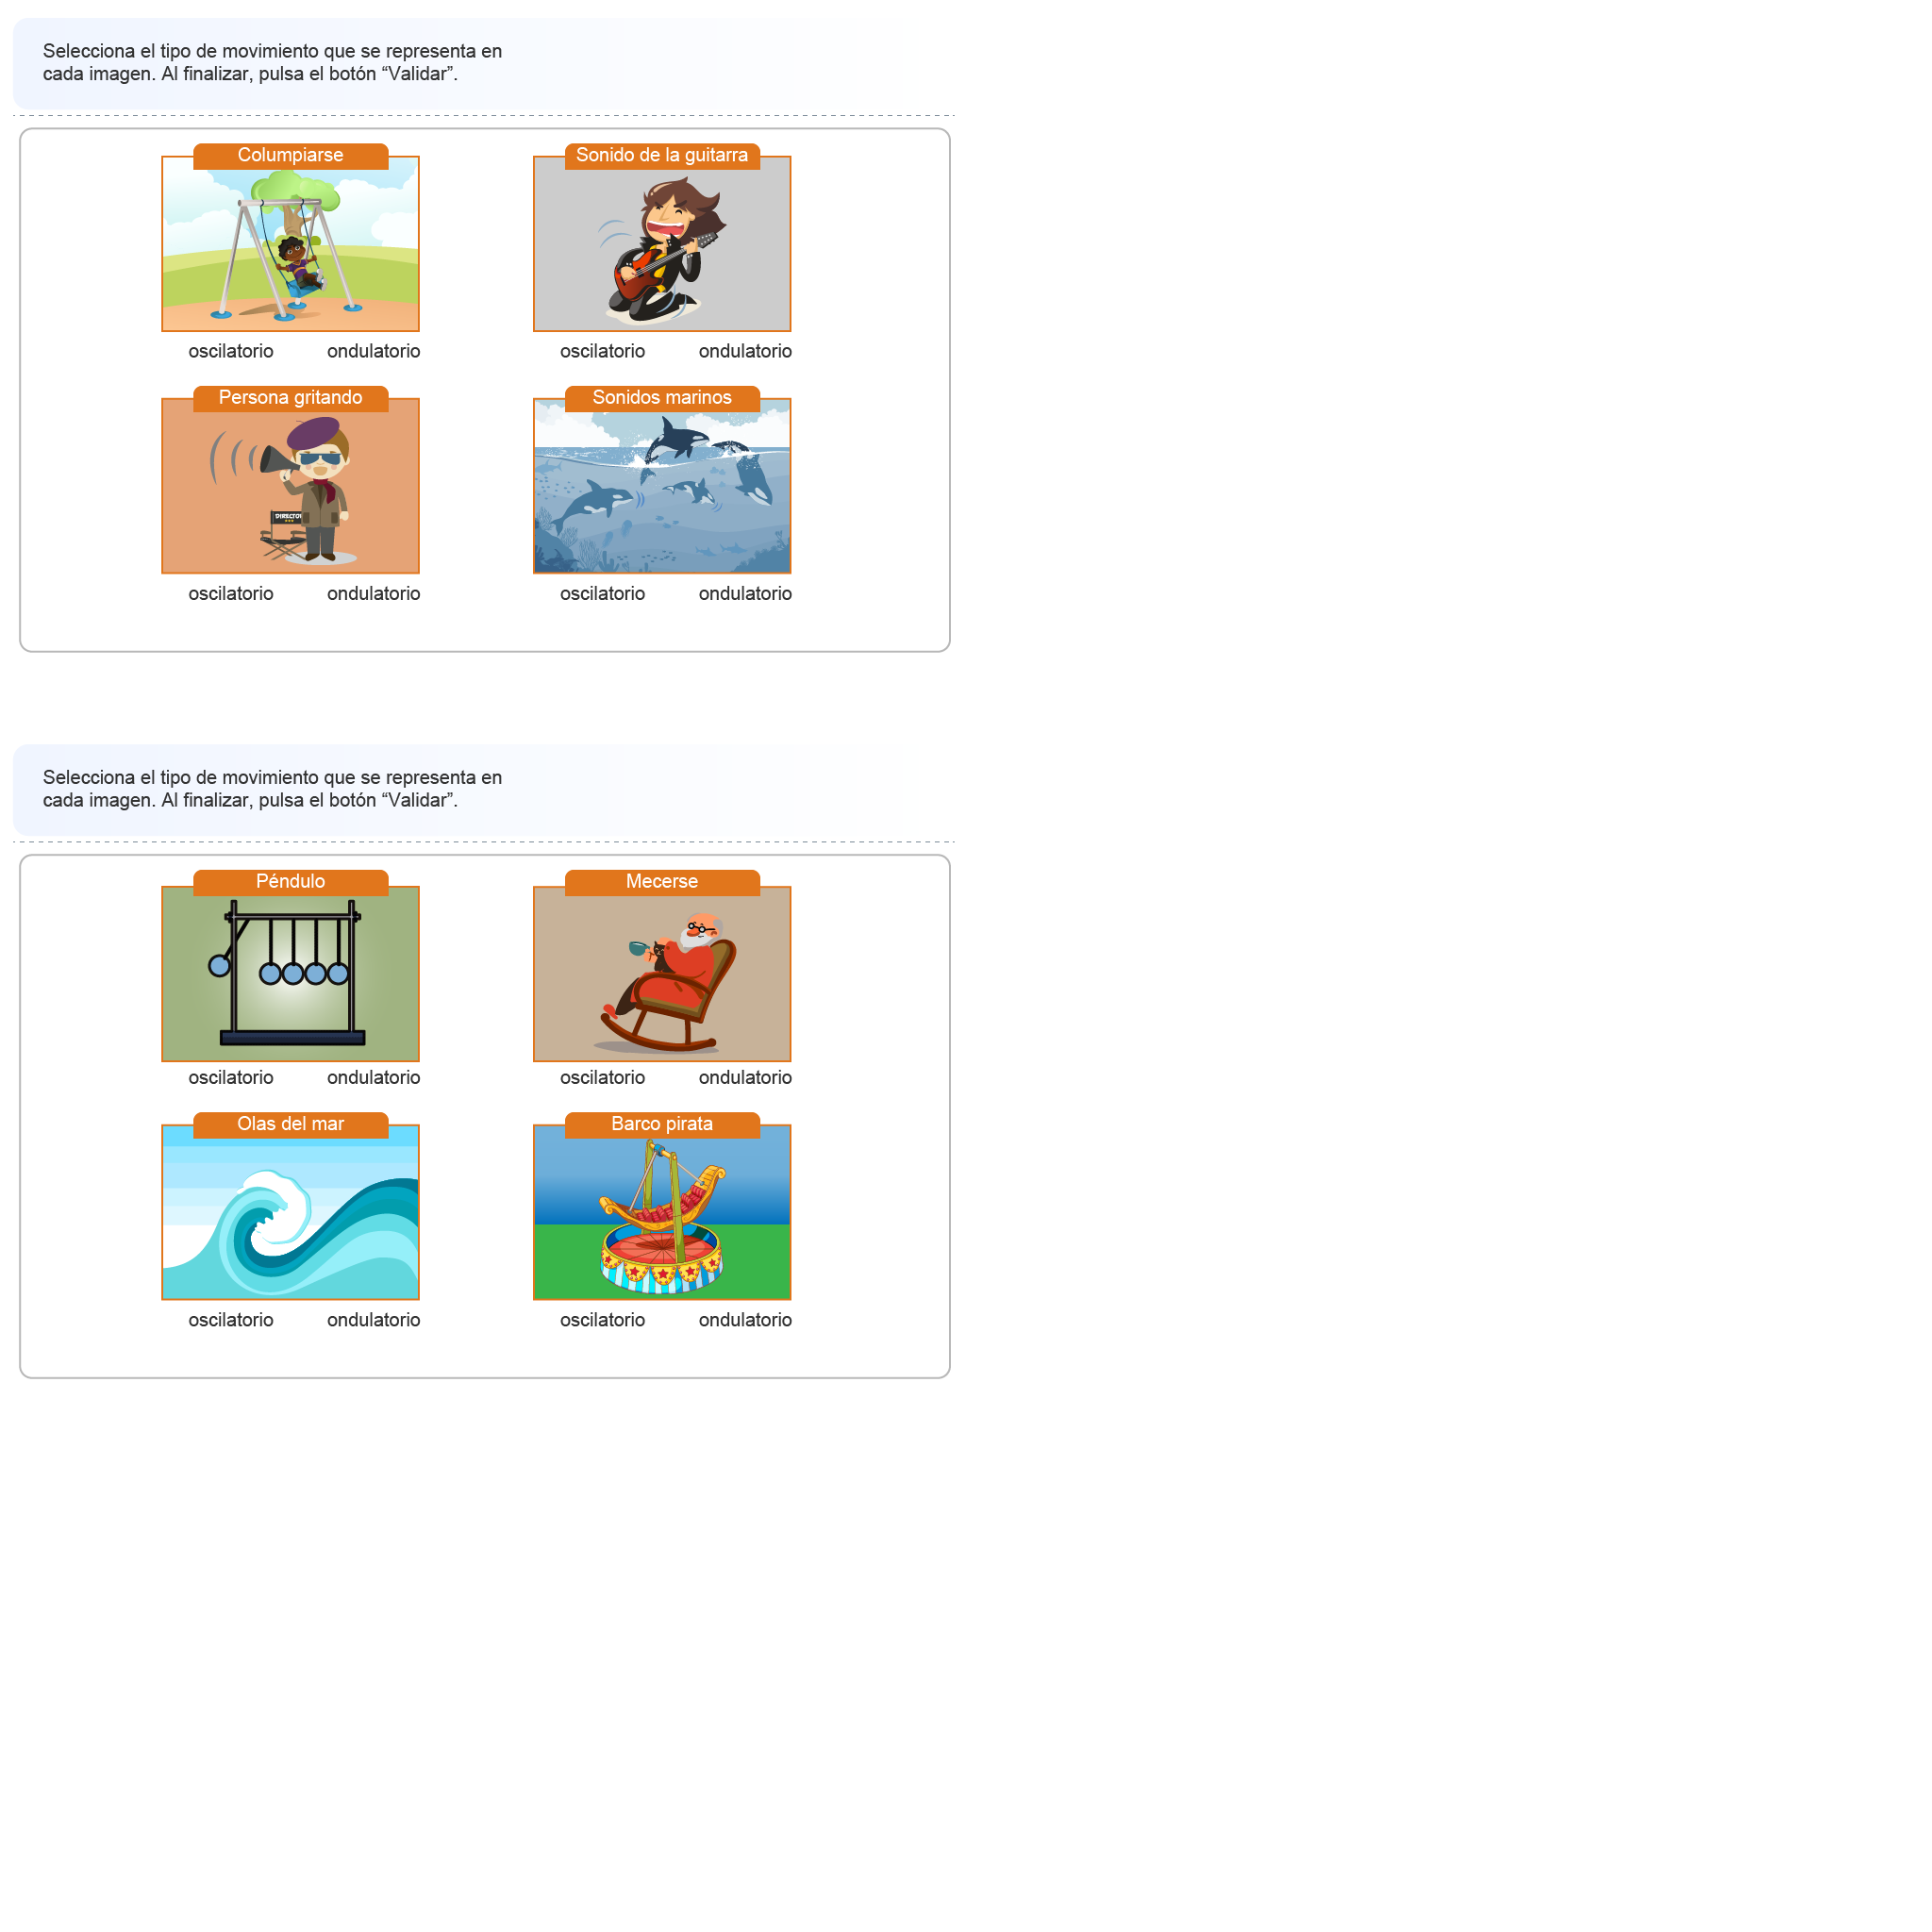 Selecciona el tipo de movimiento que se representa en
cada imagen. Al finalizar, pulsa el botón “Validar”.
Columpiarse
Sonido de la guitarra
oscilatorio ondulatorio
oscilatorio ondulatorio
Persona gritando
Sonidos marinos
DIRECTOR
oscilatorio ondulatorio
oscilatorio ondulatorio
Selecciona el tipo de movimiento que se representa en
cada imagen. Al finalizar, pulsa el botón “Validar”.
Péndulo
Mecerse
oscilatorio ondulatorio
oscilatorio ondulatorio
Olas del mar
Barco pirata
oscilatorio ondulatorio
oscilatorio ondulatorio